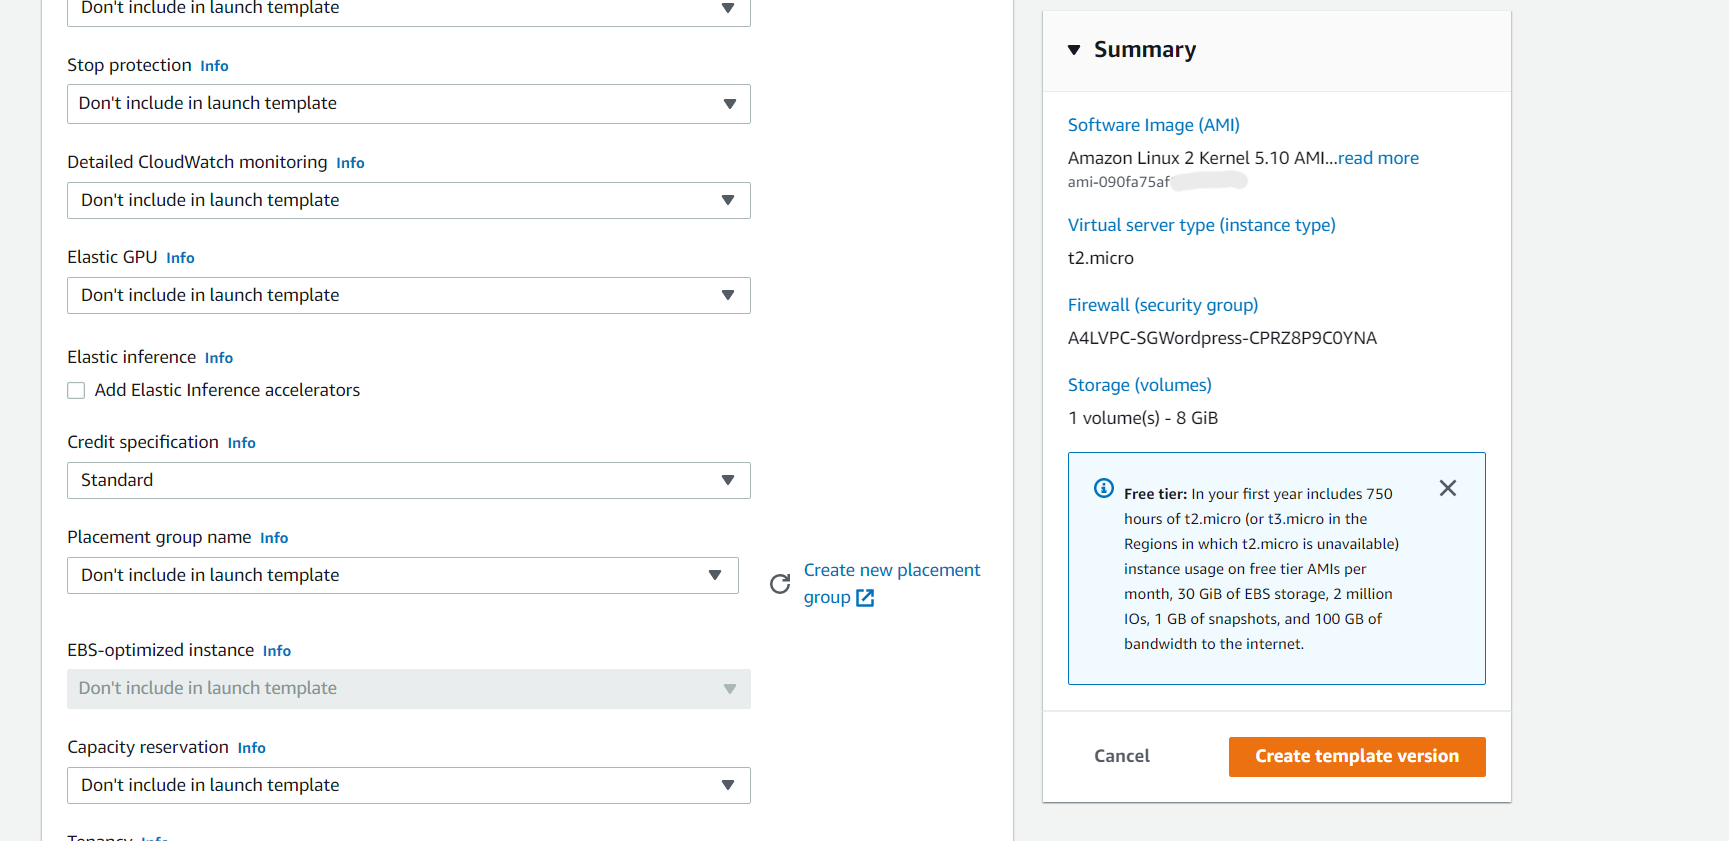 Don't include in launch template
Stop protection Info
Don't include in launch template
Detailed CloudWatch monitoring Info
Don't include in launch template
Elastic GPU Info
Don't include in launch template
Elastic inference Info
Add Elastic Inference accelerators
Credit specification Info
Standard
Placement group name Info
Don't include in launch template
Create new placement
group
EBS-optimized instance Info
Don't include in launch template
Capacity reservation Info
Don't include in launch template
Tenancy Info
Summary
Software Image (AMI)
Amazon Linux 2 Kernel 5.10 AMI...read more
ami-090fa75af
Virtual server type (instance type)
t2.micro
Firewall (security group)
A4LVPC-SGWordpress-CPRZ8P9C0YNA
Storage (volumes)
1 volume(s) - 8 GiB
Free tier: In your first year includes 750
hours of t2.micro (or t3.micro in the
Regions in which t2.micro is unavailable)
instance usage on free tier AMIs per
month, 30 GiB of EBS storage, 2 million
IOs, 1 GB of snapshots, and 100 GB of
bandwidth to the internet.
Cancel
Create template version